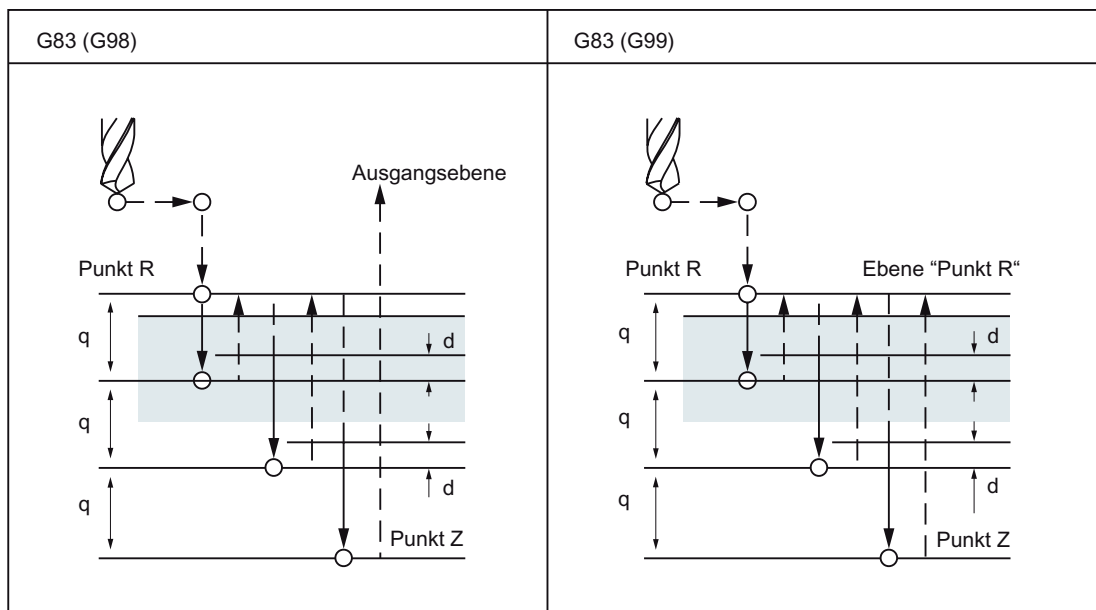 G83 (G98)
G83 (G99)
Ausgangsebene
Punkt R
q
d
q
d
q
Punkt Z
Punkt R
Ebene "Punkt R“
q
d
q
d
q
Punkt Z